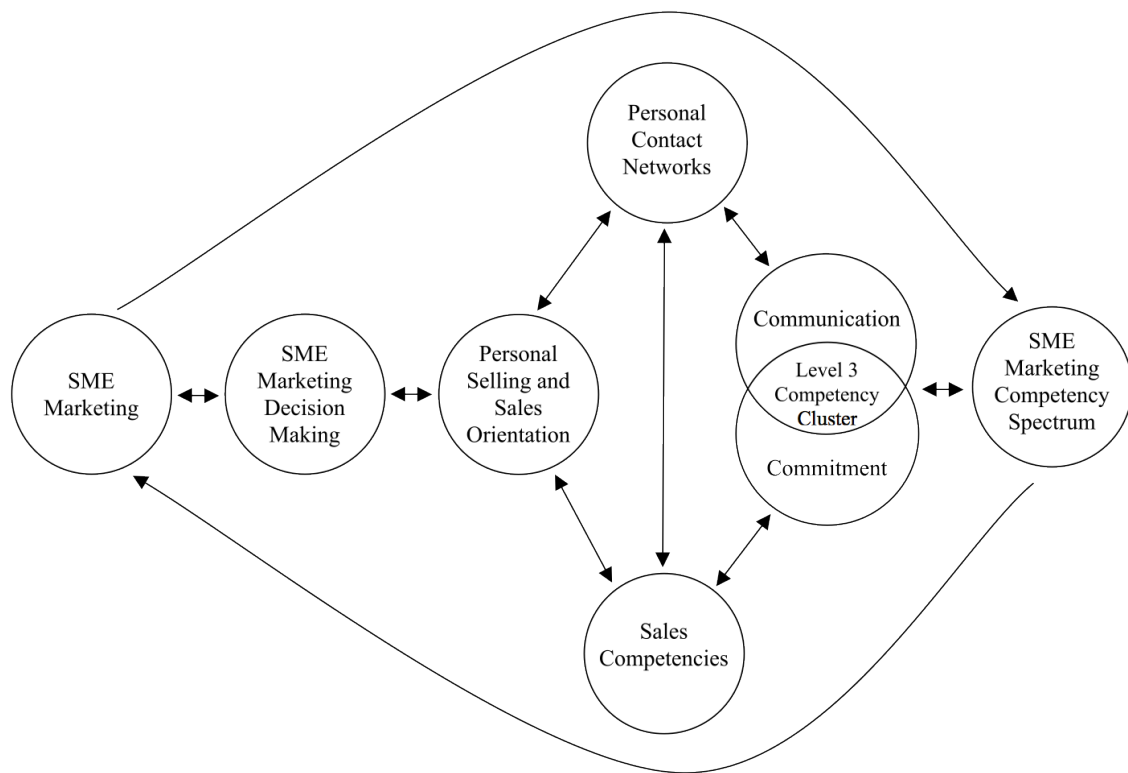 Personal
Contact
Networks
SME
Marketing
SME
Marketing
Decision
Making
Personal
Selling and
Sales
Orientation
Communication
Level 3
Competency
Cluster
Commitment
SME
Marketing
Competency
Spectrum
Sales
Competencies